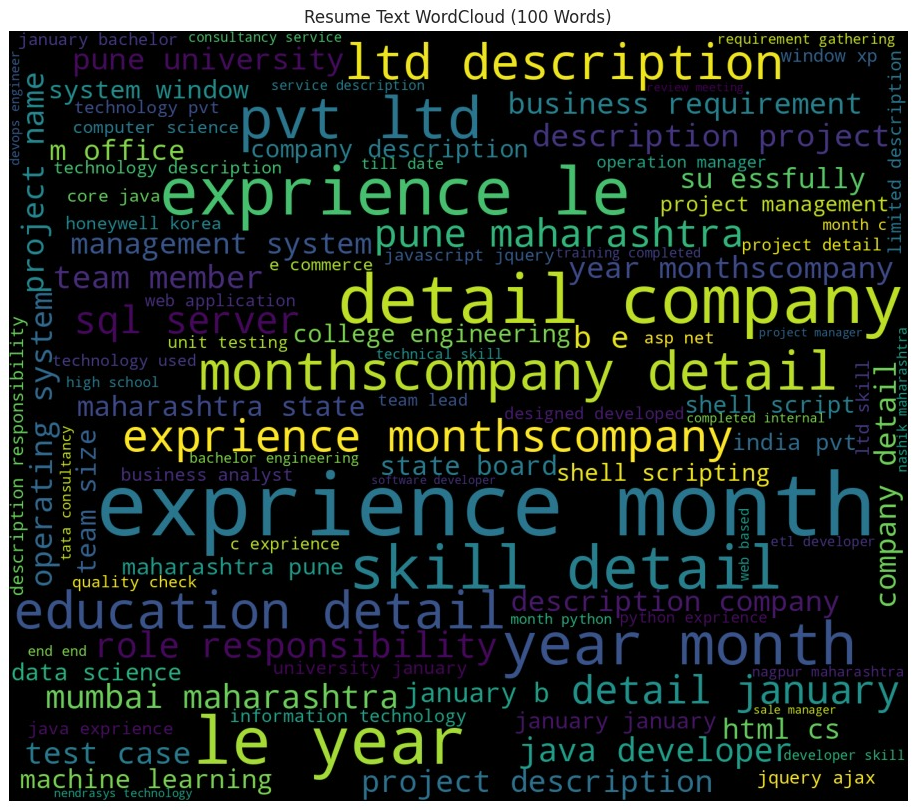 Resume Text WordCloud (100 Words)
january bachelor
consultancy service
requirement gathering
pune university
ltd description
window xp
devops engineer
system window
service description
review meeting
technology pvt
pvt ltd
business requirement
limited description
project name
computer science
description project
m office
company description
technology description
till date
operation manager
core java
exprience le
su essfully
project management
honeywell korea
pune maharashtra
month c
management system
javascript jquery
training completed
project detail
team member
e commerce
year monthscompany
web application
detail company
sql server
college engineering
b e
asp net
project manager
unit testing
technical skill
technology used
high school
monthscompany detail
operating system
description responsibility
maharashtra state
team lead
designed developed
shell script
completed internal
ltd skill
company detail
nashik maharashtra
exprience monthscompany
india pvt
tata consultancy
team size
bachelor engineering
state board
shell scripting
business analyst
software developer
exprience month
c exprience
etl developer
web based
maharashtra pune
quality check
skill detail
education detail
description company
month python
python exprience
role responsibility
year month
end end
data science
university january
nagpur maharashtra
mumbai maharashtra
january b
detail january
information technology
sale manager
java exprience
le year
january january
html cs
test case
java developer
developer skill
machine learning
project description
jquery ajax
nendrasys technology